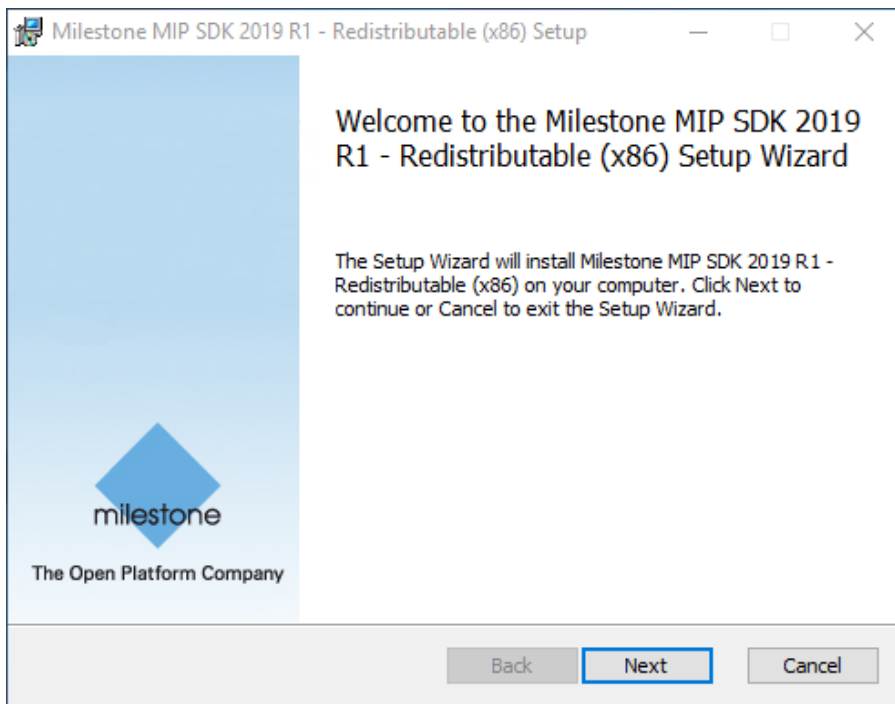 Milestone MIP SDK 2019 R1 - Redistributable (x86) Setup
Welcome to the Milestone MIP SDK 2019
R1 - Redistributable (x86) Setup Wizard
The Setup Wizard will install Milestone MIP SDK 2019 R1 -
Redistributable (x86) on your computer. Click Next to
continue or Cancel to exit the Setup Wizard.
milestone
The Open Platform Company
Back
Next
Cancel